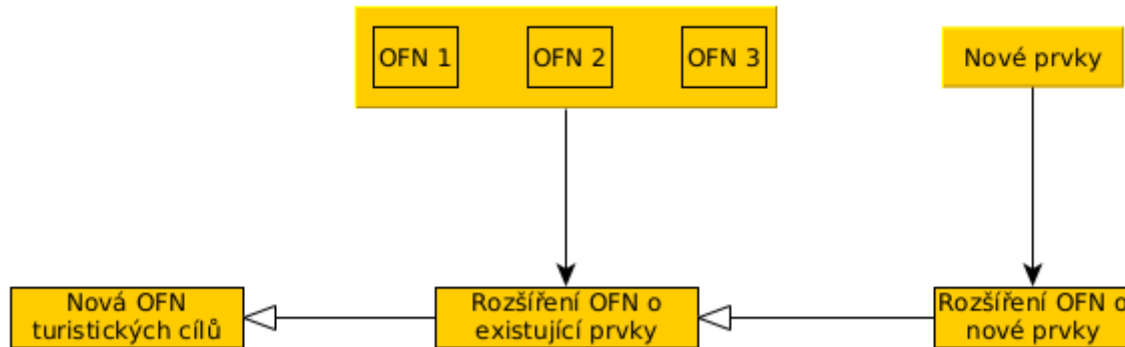 OFN 1
OFN 2
OFN 3
Nové prvky
Nová OFN
turistických cílů
Rozšíření OFN o
existující prvky
Rozšíření OFN o
nové prvky